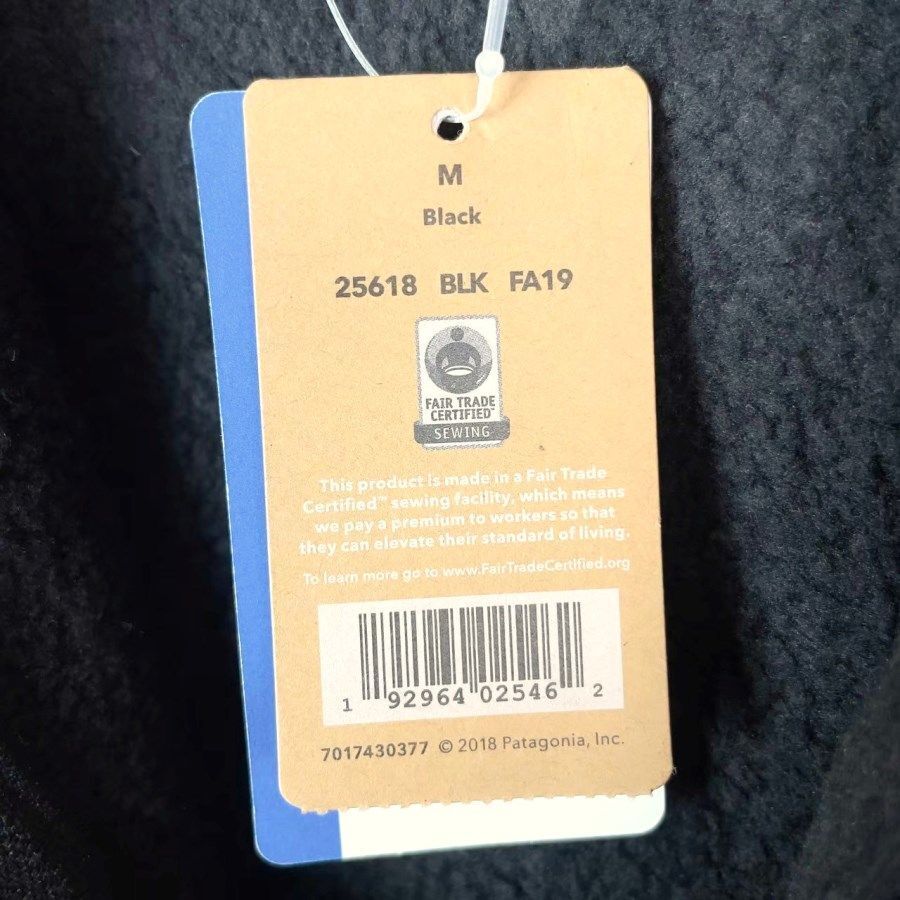 M
Black
25618 BLK FA19
FAIR TRADE
CERTIFIED™
SEWING
This product is made in a Fair Trade
Certified™ sewing facility, which means
we pay a premium to workers so that
they can elevate their standard of living.
To learn more go to www.FairTradeCertified.org
1 92964 02546 2
7017430377 © 2018 Patagonia, Inc.